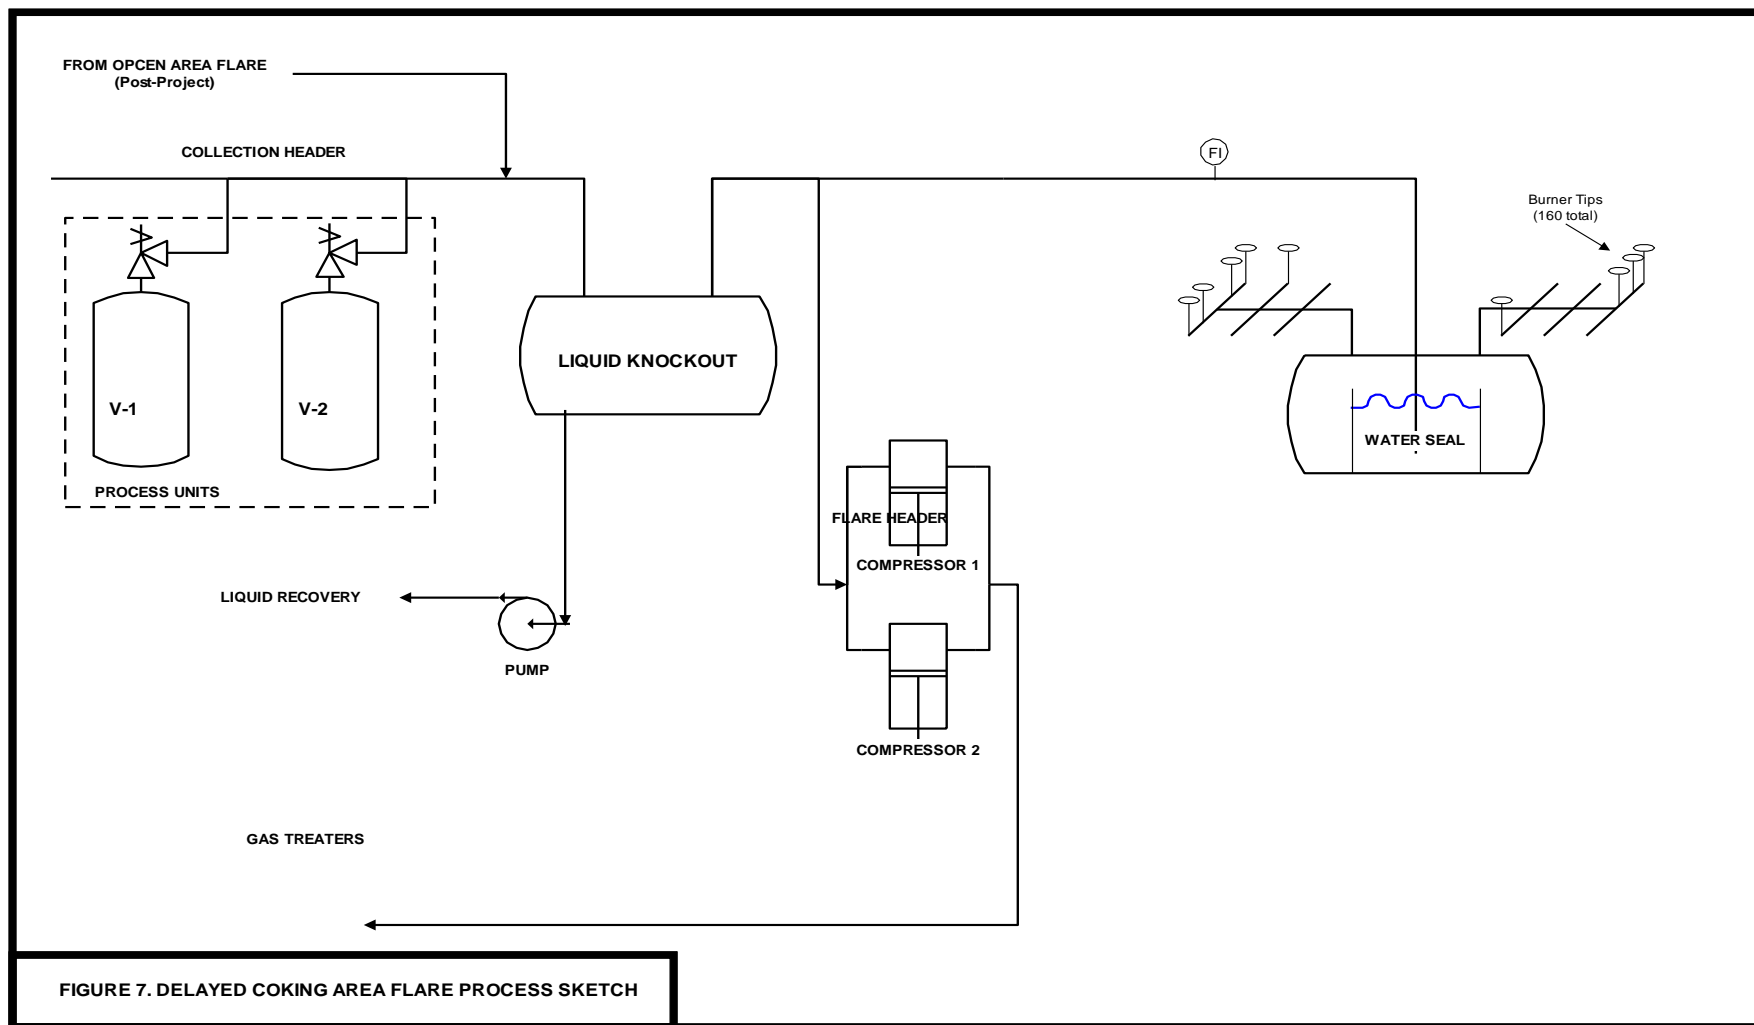 FROM OPCEN AREA FLARE
(Post-Project)
COLLECTION HEADER
FI
Burner Tips
(160 total)
LIQUID KNOCKOUT
V-1
V-2
WATER SEAL
PROCESS UNITS
FLARE HEADER
COMPRESSOR 1
LIQUID RECOVERY
PUMP
COMPRESSOR 2
GAS TREATERS
FIGURE 7. DELAYED COKING AREA FLARE PROCESS SKETCH